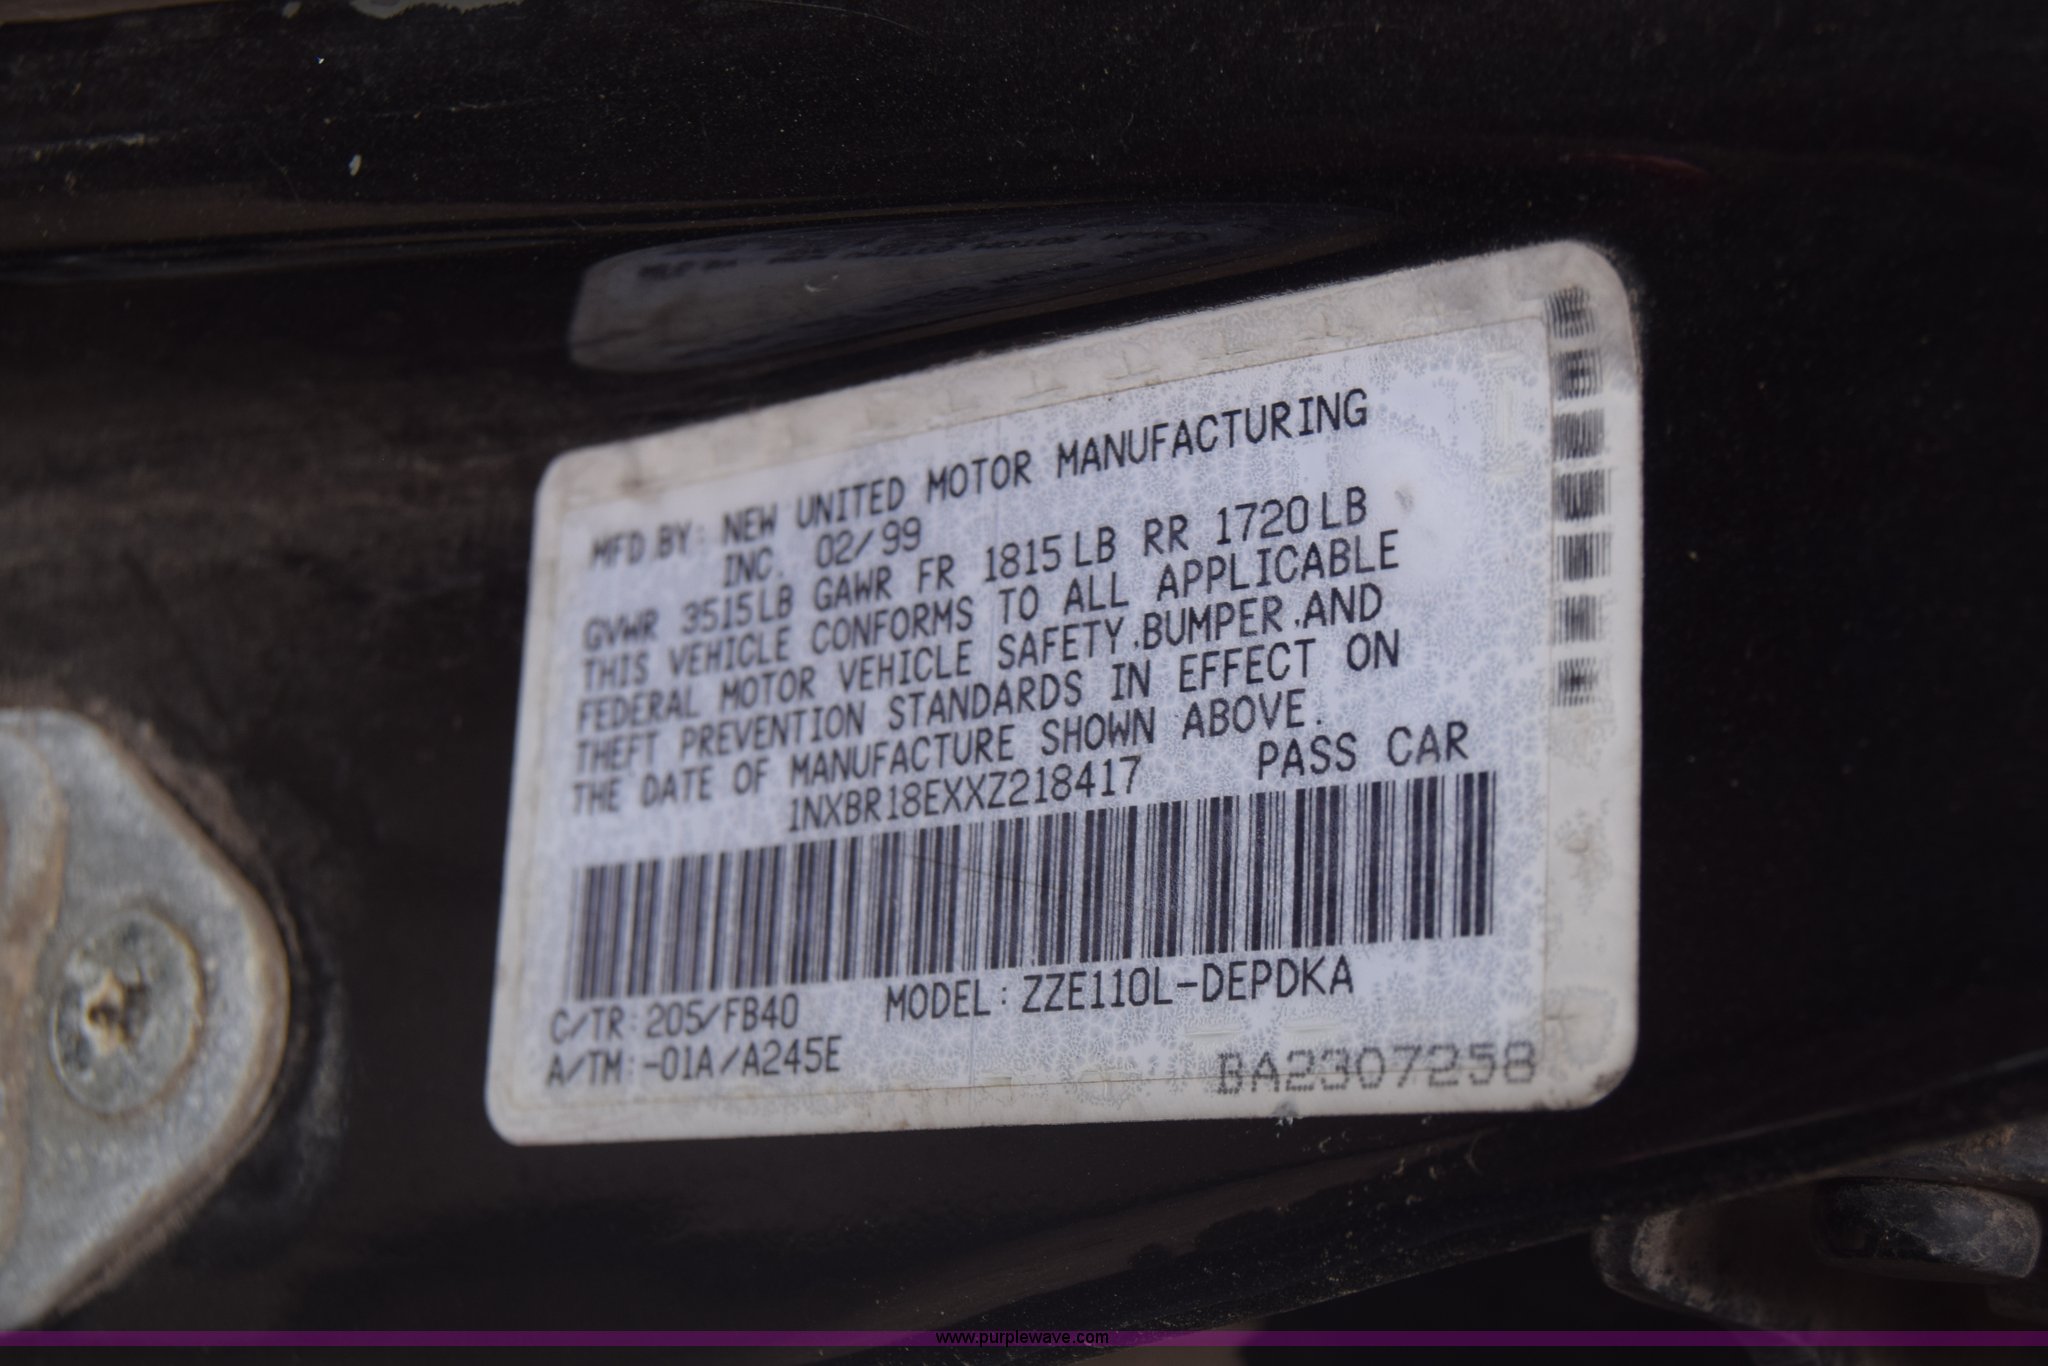 MFD.BY: NEW UNITED MOTOR MANUFACTURING
INC. 02/99
GVWR 3515LB GAWR FR 1815LB RR 1720LB
THIS VEHICLE CONFORMS TO ALL APPLICABLE
FEDERAL MOTOR VEHICLE SAFETY,BUMPER,AND
THEFT PREVENTION STANDARDS IN EFFECT ON
THE DATE OF MANUFACTURE SHOWN ABOVE.
1NXBR18EXXZ218417 PASS CAR
C/TR: 205/FB40 MODEL: ZZE110L-DEPDKA
A/TM: -01A/A245E
BA2307258
www.purplewave.com